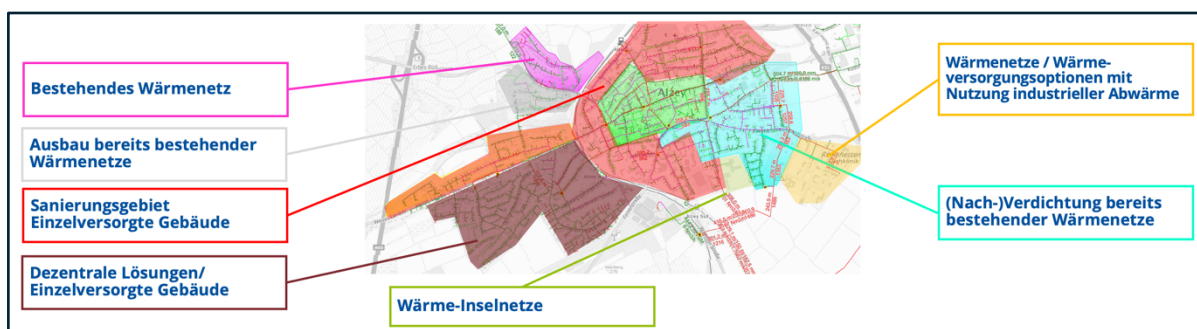 Bestehendes Wärmenetz
Ausbau bereits bestehender
Wärmenetze
Sanierungsgebiet
Einzelversorgte Gebäude
Dezentrale Lösungen/
Einzelversorgte Gebäude
Alzey
Wärme-Inselnetze
Wärmenetze / Wärme-
versorgungsoptionen mit
Nutzung industrieller Abwärme
(Nach-)Verdichtung bereits
bestehender Wärmenetze